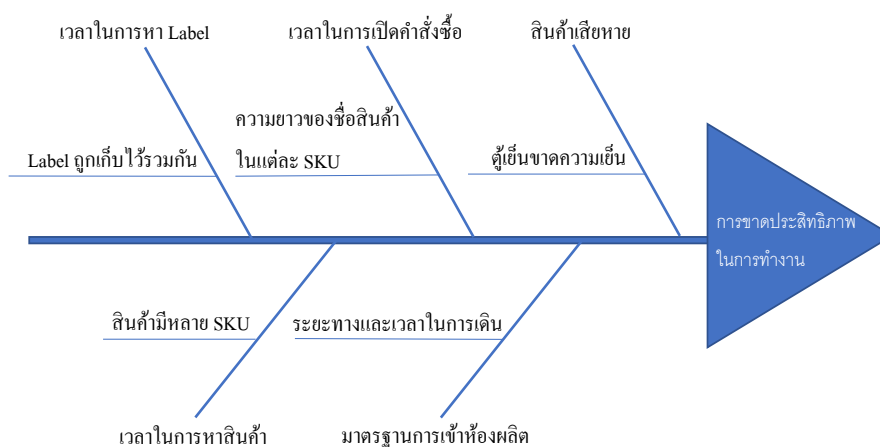 เวลาในการหา Label
เวลาในการเปิดคำสั่งซื้อ
สินค้าเสียหาย
ความยาวของชื่อสินค้า
ในแต่ละ SKU
Label ถูกเก็บไว้รวมกัน
ตู้เย็นขาดความเย็น
การขาดประสิทธิภาพ
ในการทำงาน
สินค้ามีหลาย SKU
ระยะทางและเวลาในการเดิน
เวลาในการหาสินค้า
มาตรฐานการเข้าห้องผลิต